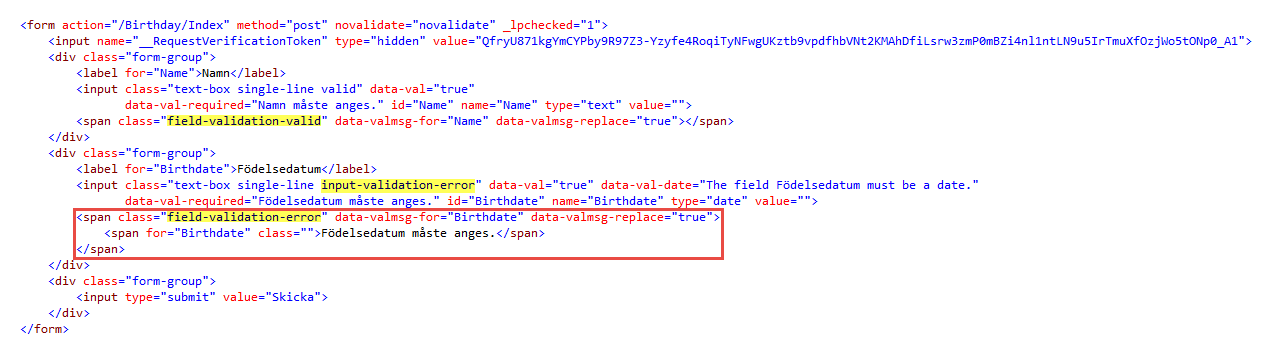 <form action="/Birthday/Index" method="post" novalidate="novalidate" _lpchecked="1">
<input name="__RequestVerificationToken" type="hidden" value="QfryU871kgYmCYPby9R97Z3-Yzyfe4RoqiTyNFwgUKztb9vpdfhbVNt2KMAhDfiLsrw3zmP0mBZi4nl1ntLN9u5IrTmuXfOzjWo5tONp0_A1">
<div class="form-group">
<label for="Name">Namn</label>
<input class="text-box single-line valid" data-val="true"
data-val-required="Namn måste anges." id="Name" name="Name" type="text" value="">
<span class="field-validation-valid" data-valmsg-for="Name" data-valmsg-replace="true"></span>
</div>
<div class="form-group">
<label for="Birthdate">Födelsedatum</label>
<input class="text-box single-line input-validation-error" data-val="true" data-val-date="The field Födelsedatum must be a date."
data-val-required="Födelsedatum måste anges." id="Birthdate" name="Birthdate" type="date" value="">
<span class="field-validation-error" data-valmsg-for="Birthdate" data-valmsg-replace="true">
<span for="Birthdate" class="">Födelsedatum måste anges.</span>
</span>
</div>
<div class="form-group">
<input type="submit" value="Skicka">
</div>
</form>